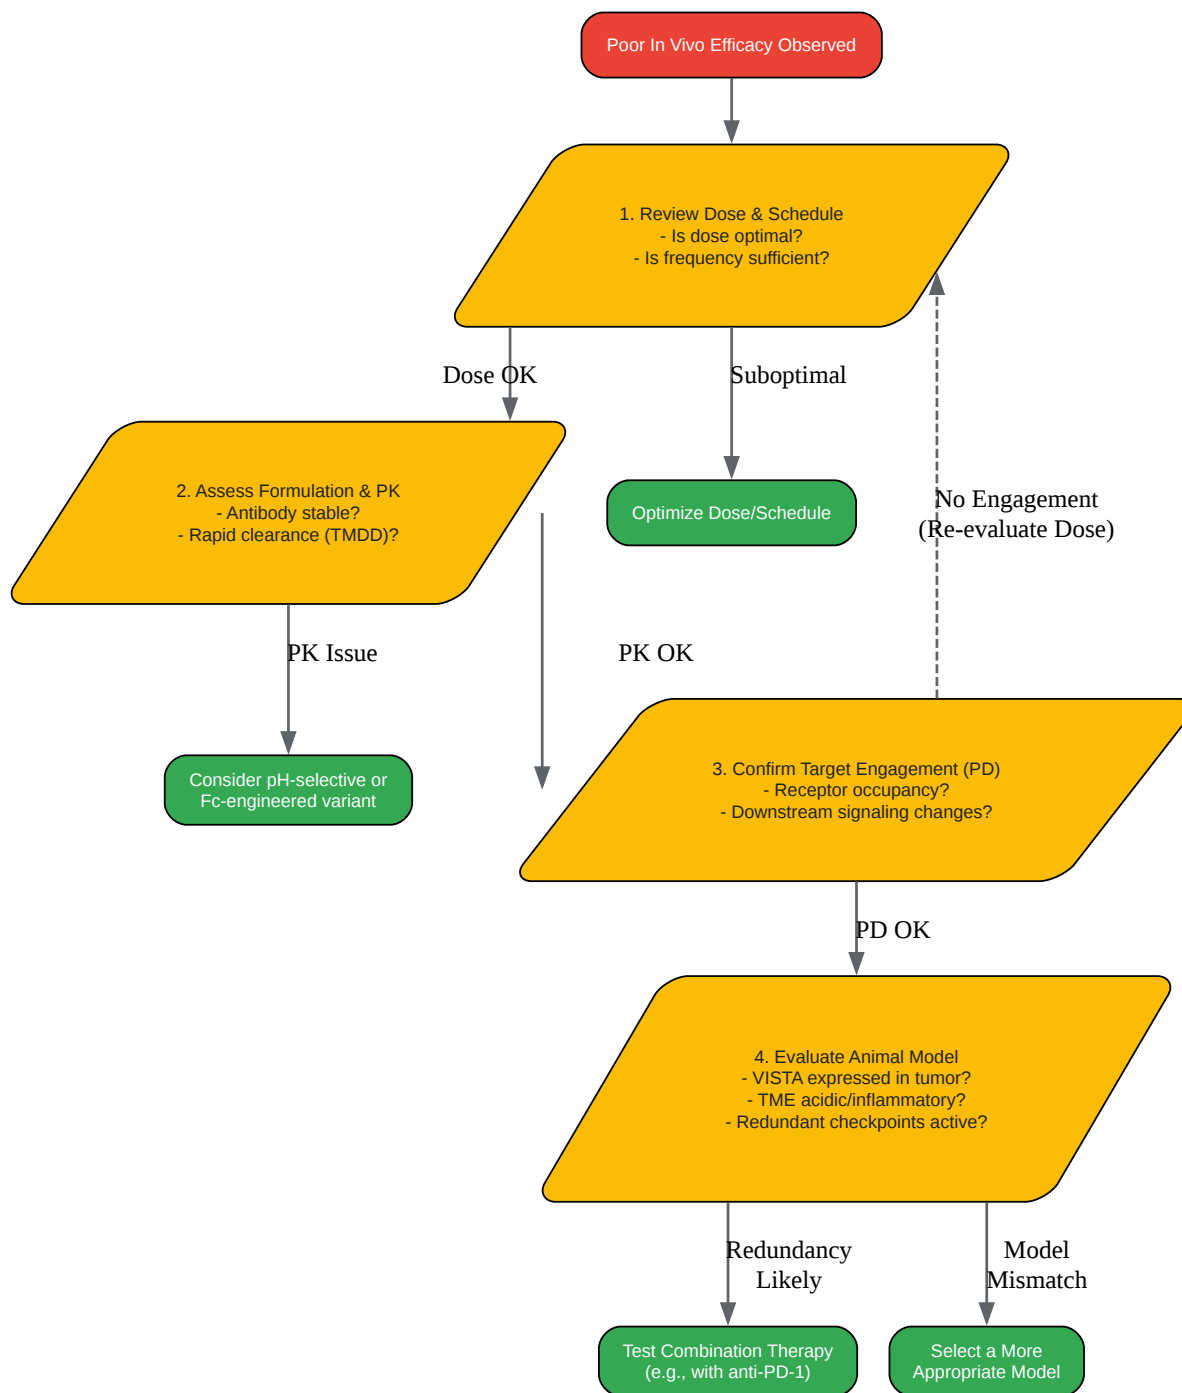 Poor In Vivo Efficacy Observed
1. Review Dose & Schedule
- Is dose optimal?
- Is frequency sufficient?
Dose OK
Suboptimal
2. Assess Formulation & PK
- Antibody stable?
- Rapid clearance (TMDD)?
Optimize Dose/Schedule
No Engagement
(Re-evaluate Dose)
PK Issue
PK OK
Consider pH-selective or
Fc-engineered variant
3. Confirm Target Engagement (PD)
- Receptor occupancy?
- Downstream signaling changes?
PD OK
4. Evaluate Animal Model
- VISTA expressed in tumor?
- TME acidic/inflammatory?
- Redundant checkpoints active?
Redundancy
Likely
Model
Mismatch
Test Combination Therapy
(e.g., with anti-PD-1)
Select a More
Appropriate Model